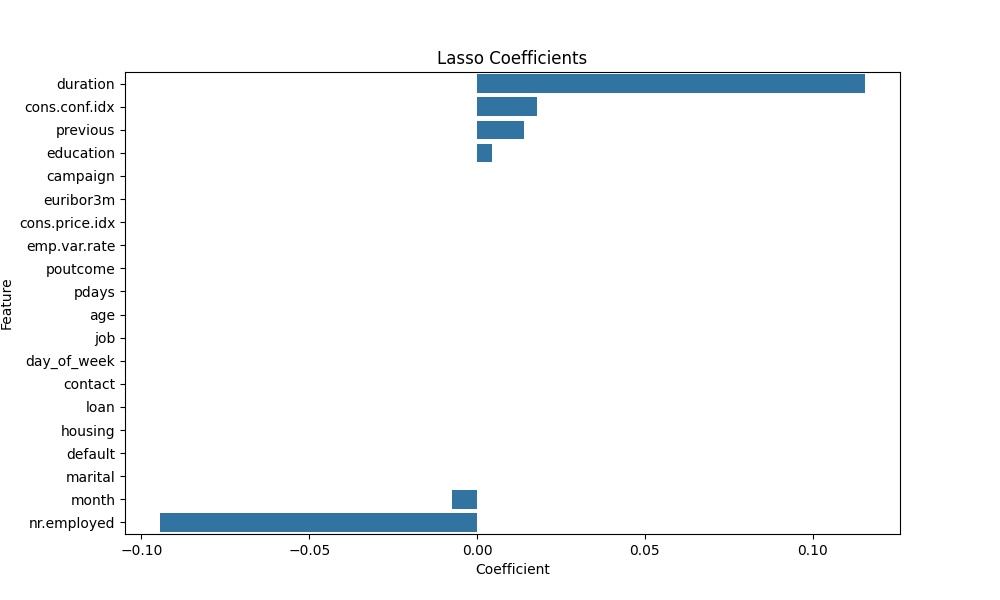 Lasso Coefficients
duration
cons.conf.idx
previous
education
campaign
euribor3m
cons.price.idx
emp.var.rate
poutcome
pdays
age
job
day_of_week
contact
loan
housing
default
marital
month
nr.employed
Feature
−0.10 −0.05 0.00 0.05 0.10
Coefficient